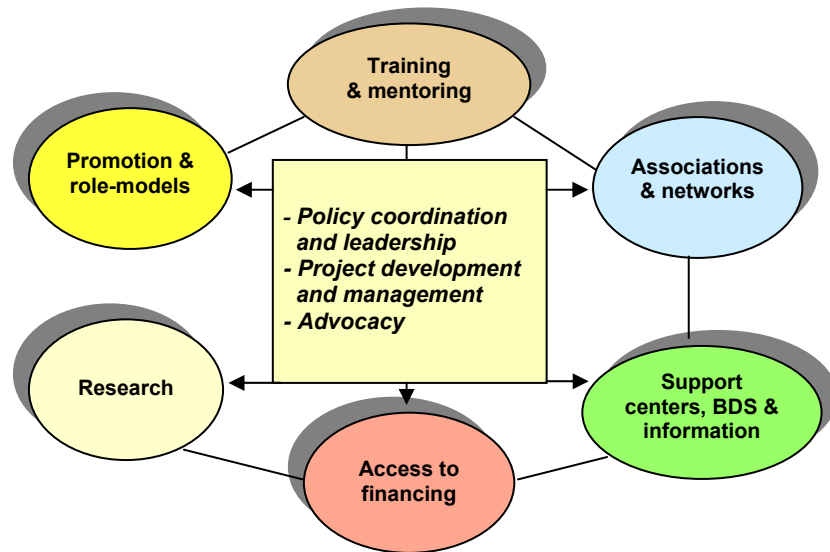 Training
& mentoring
Promotion &
role-models
Associations
& networks
- Policy coordination
and leadership
- Project development
and management
- Advocacy
Research
Support
centers, BDS &
information
Access to
financing